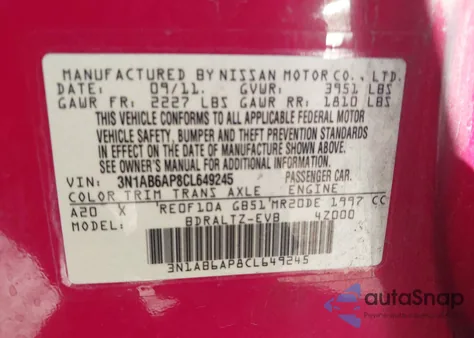 MANUFACTURED BY NISSAN MOTOR CO., LTD.
DATE: 09/11. GVWR: 3951 LBS
GAWR FR: 2227 LBS GAWR RR: 1810 LBS
THIS VEHICLE CONFORMS TO ALL APPLICABLE FEDERAL MOTOR
VEHICLE SAFETY, BUMPER AND THEFT PREVENTION STANDARDS
IN EFFECT ON THE DATE OF MANUFACTURE SHOWN ABOVE.
SEE OWNER'S MANUAL FOR ADDITIONAL INFORMATION.
VIN: 3N1AB6AP8CL649245 PASSENGER CAR.
COLOR TRIM TRANS AXLE ENGINE
A20 X RE0F10A GB51 MR20DE 1997 CC
BDRALTZ-EVB 4Z000
3N1AB6AP8CL649245
autoSnap